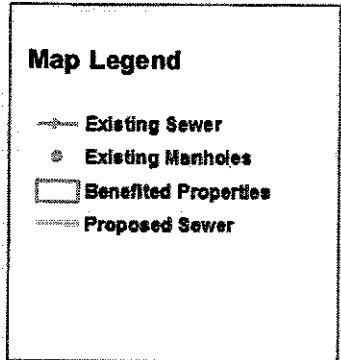 Map Legend
Existing Sewer
Existing Manholes
Benefited Properties
Proposed Sewer